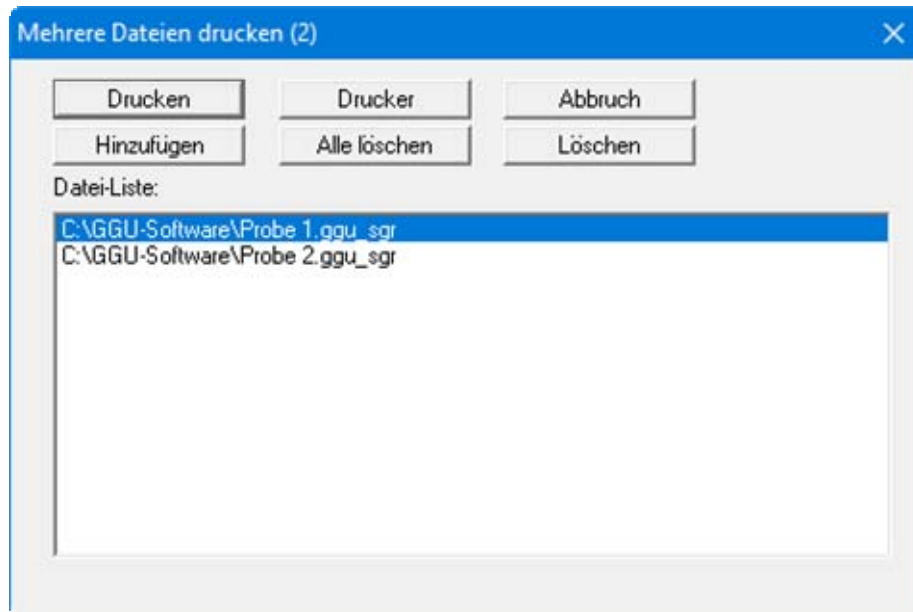 Mehrere Dateien drucken (2)
Drucken Drucker Abbruch
Hinzufügen Alle löschen Löschen
Datei-Liste:
C:\GGU-Software\Probe 1.ggu_sgr
C:\GGU-Software\Probe 2.ggu_sgr